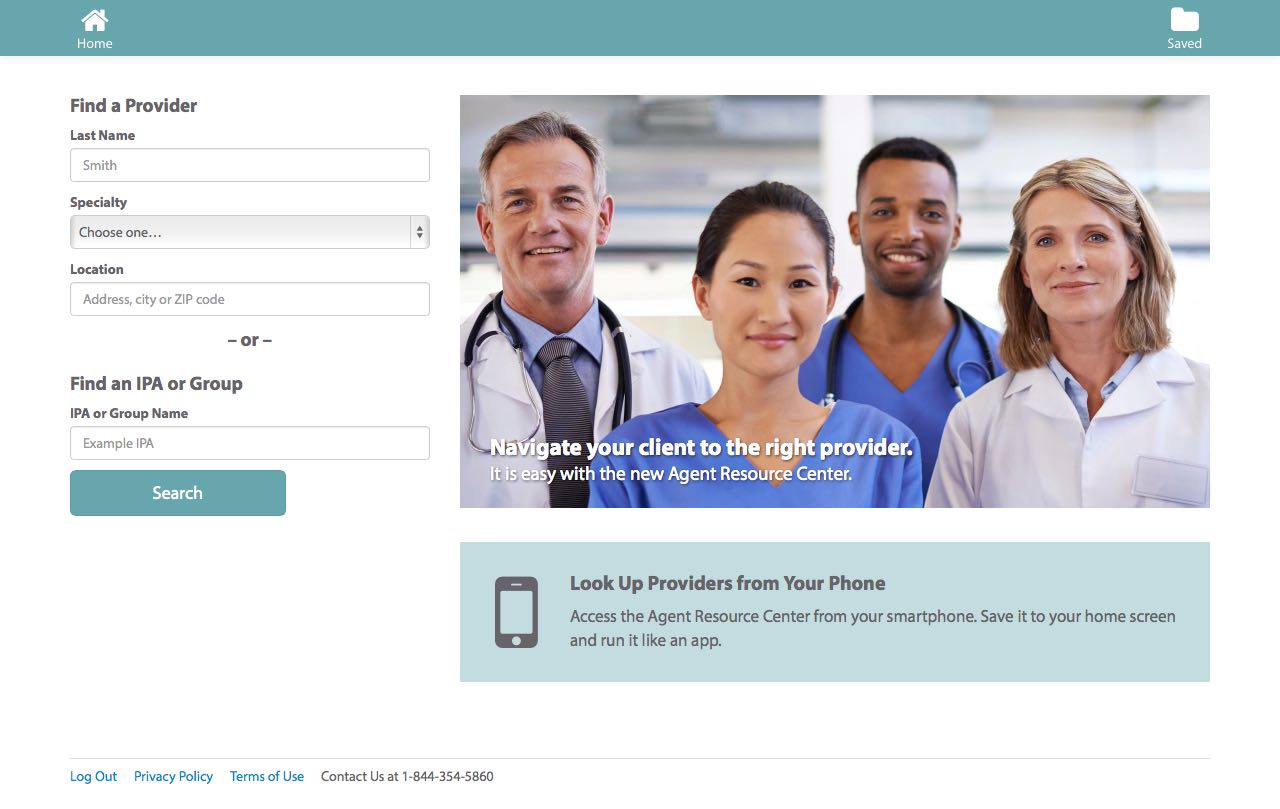 Home
Saved
Find a Provider
Last Name
Smith
Specialty
Choose one...
Location
Address, city or ZIP code
– or –
Find an IPA or Group
IPA or Group Name
Example IPA
Search
Navigate your client to the right provider.
It is easy with the new Agent Resource Center.
Look Up Providers from Your Phone
Access the Agent Resource Center from your smartphone. Save it to your home screen
and run it like an app.
Log Out Privacy Policy Terms of Use Contact Us at 1-844-354-5860